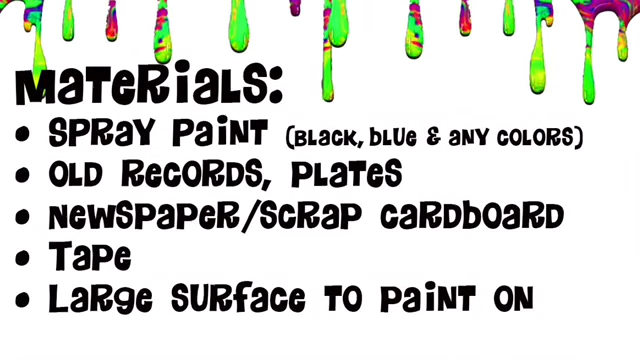 Materials:
• Spray Paint (Black, Blue & any colors)
• Old Records, Plates
• Newspaper/Scrap cardboard
• Tape
• Large surface to paint on